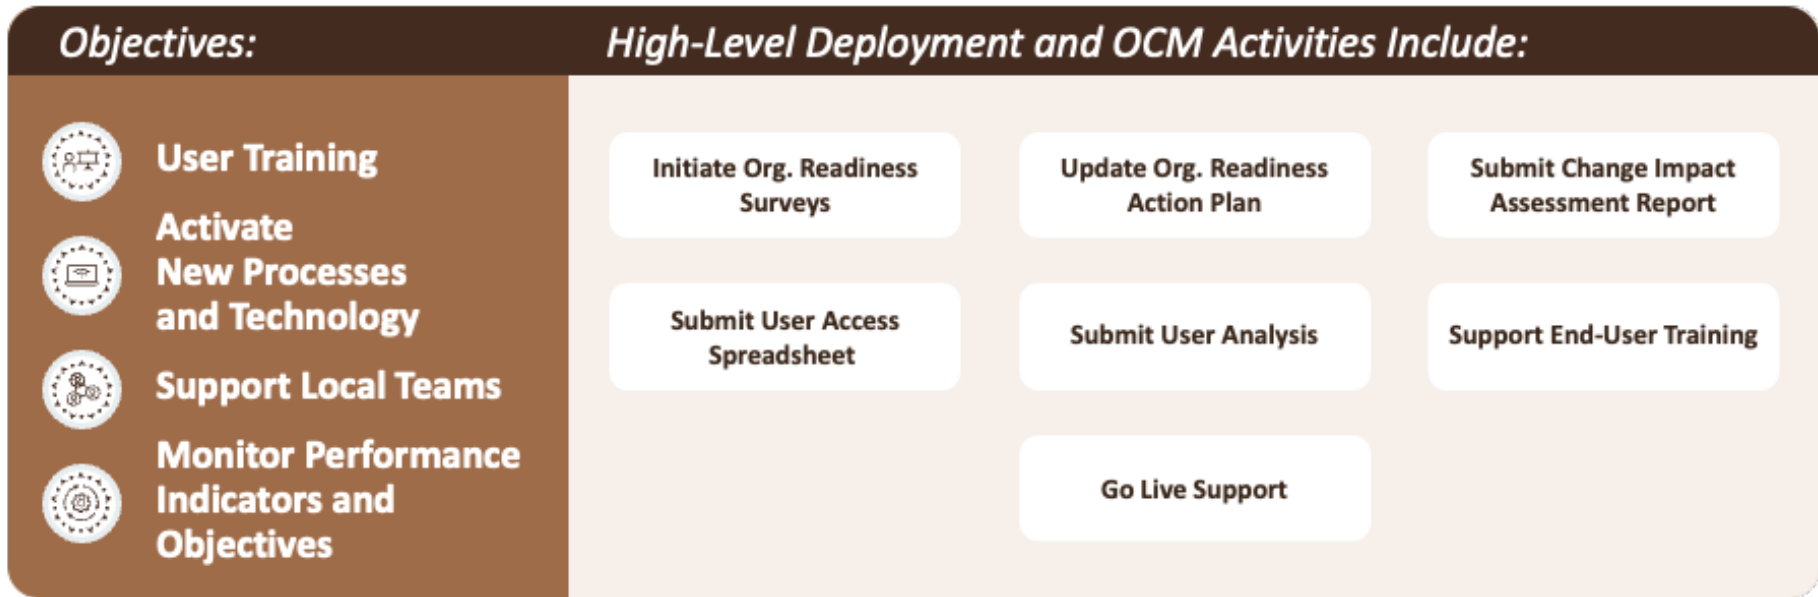 Objectives:
High-Level Deployment and OCM Activities Include:
User Training
Activate
New Processes
and Technology
Support Local Teams
Monitor Performance
Indicators and
Objectives
Initiate Org. Readiness
Surveys
Update Org. Readiness
Action Plan
Submit Change Impact
Assessment Report
Submit User Access
Spreadsheet
Submit User Analysis
Support End-User Training
Go Live Support